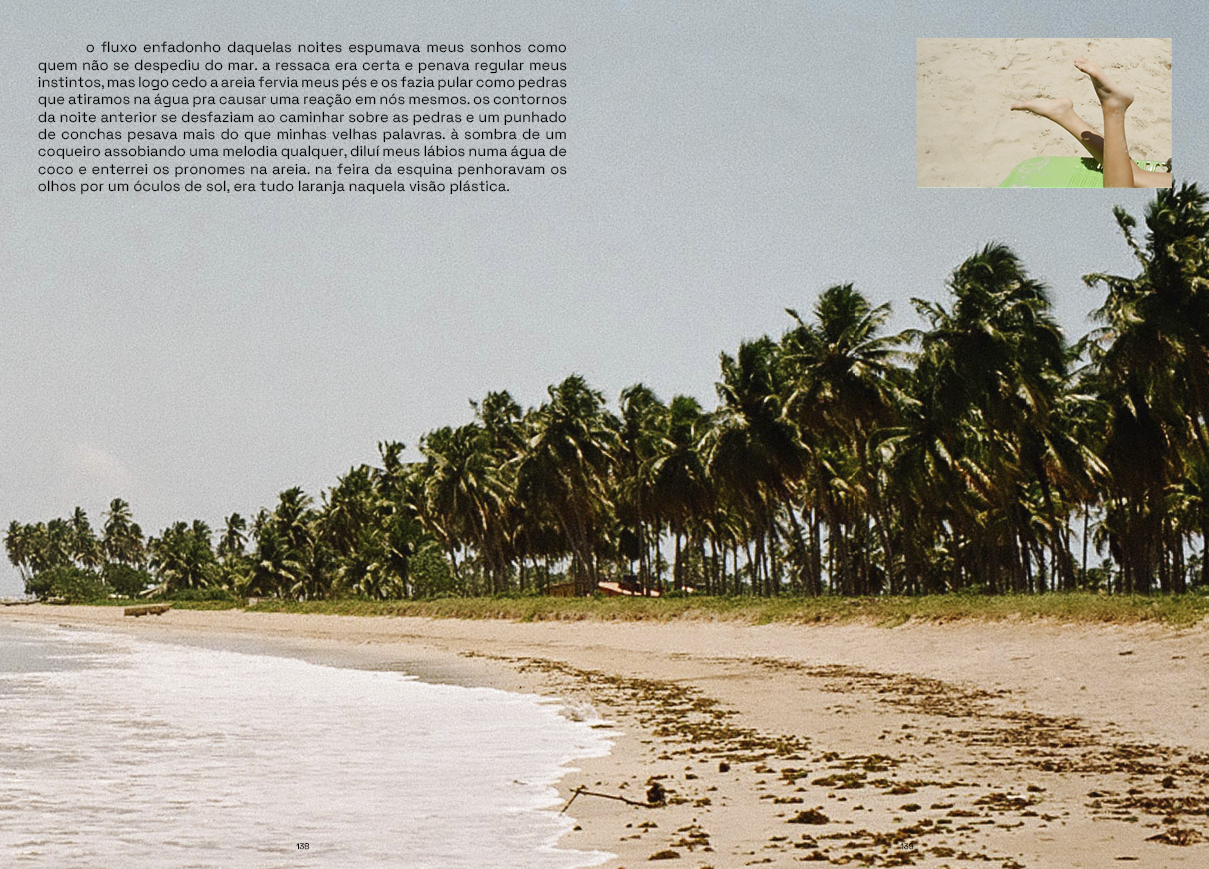 o fluxo enfadonho daquelas noites espumava meus sonhos como
quem não se despediu do mar. a ressaca era certa e penava regular meus
instintos, mas logo cedo a areia fervia meus pés e os fazia pular como pedras
que atiramos na água pra causar uma reação em nós mesmos. os contornos
da noite anterior se desfaziam ao caminhar sobre as pedras e um punhado
de conchas pesava mais do que minhas velhas palavras. à sombra de um
coqueiro assobiando uma melodia qualquer, diluí meus lábios numa água de
coco e enterrei os pronomes na areia. na feira da esquina penhoravam os
olhos por um óculos de sol, era tudo laranja naquela visão plástica.
138
139